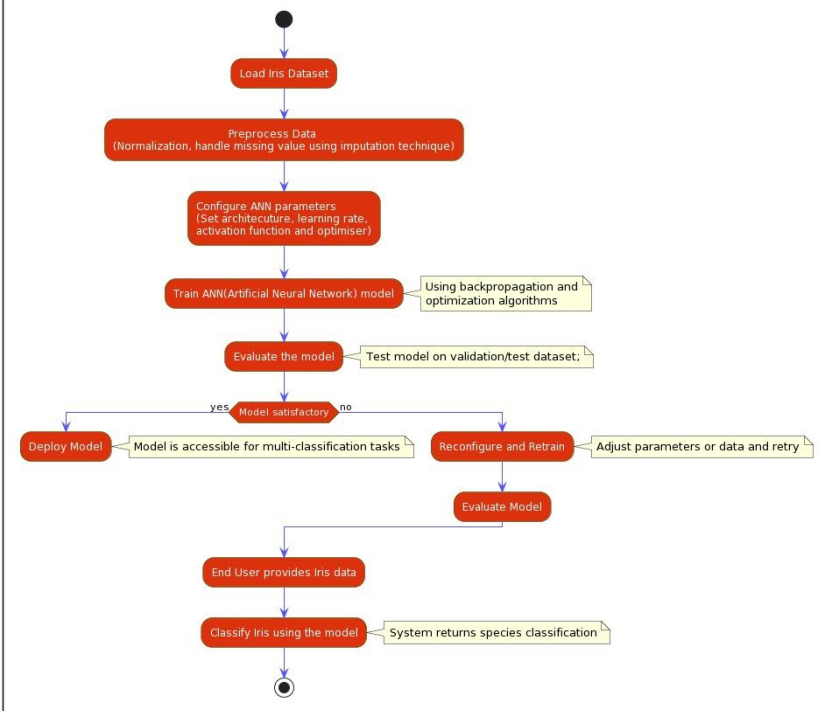 Load Iris Dataset
Preprocess Data
(Normalization, handle missing value using imputation technique)
Configure ANN parameters
(Set architecuture, learning rate,
activation function and optimiser)
Train ANN(Artificial Neural Network) model
Using backpropagation and
optimization algorithms
Evaluate the model
Test model on validation/test dataset;
yes
Model satisfactory
no
Deploy Model
Model is accessible for multi-classification tasks
Reconfigure and Retrain
Adjust parameters or data and retry
Evaluate Model
End User provides Iris data
Classify Iris using the model
System returns species classification